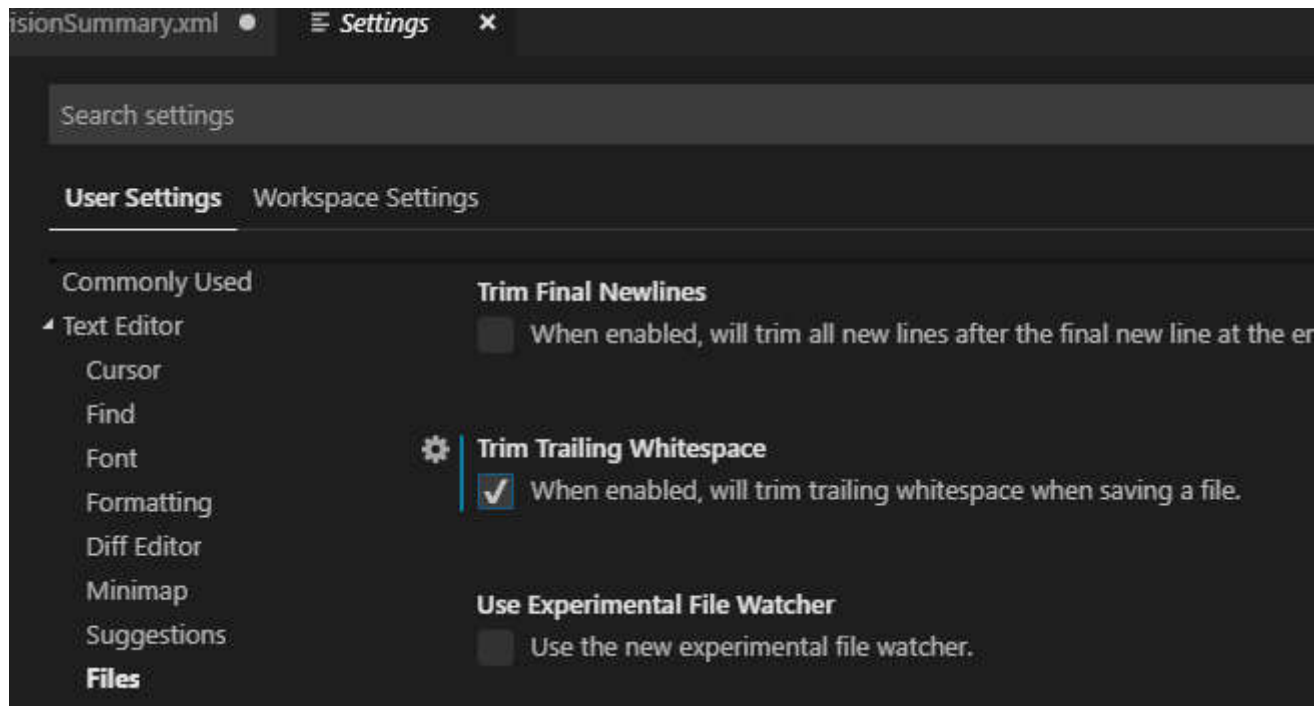 isionSummary.xml Settings
Search settings
User Settings Workspace Settings
Commonly Used
Text Editor
Cursor
Find
Font
Formatting
Diff Editor
Minimap
Suggestions
Files
Trim Final Newlines
When enabled, will trim all new lines after the final new line at the
Trim Trailing Whitespace
When enabled, will trim trailing whitespace when saving a file.
Use Experimental File Watcher
Use the new experimental file watcher.